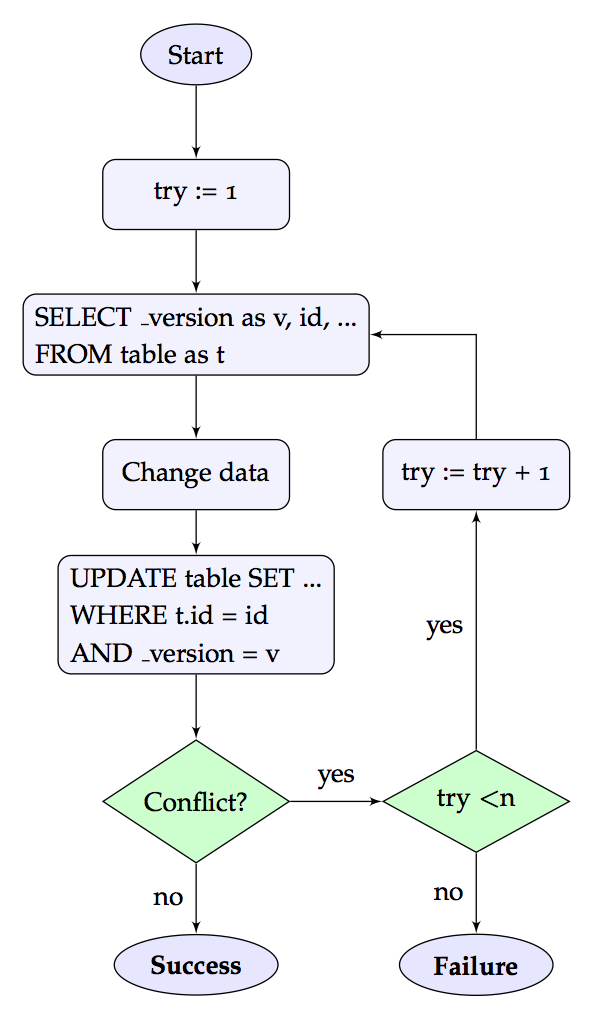 Start
try := 1
SELECT _version as v, id, ...
FROM table as t
Change data
try := try + 1
UPDATE table SET ...
WHERE t.id = id
AND _version = v
yes
Conflict?
yes
try <n
no
no
Success
Failure